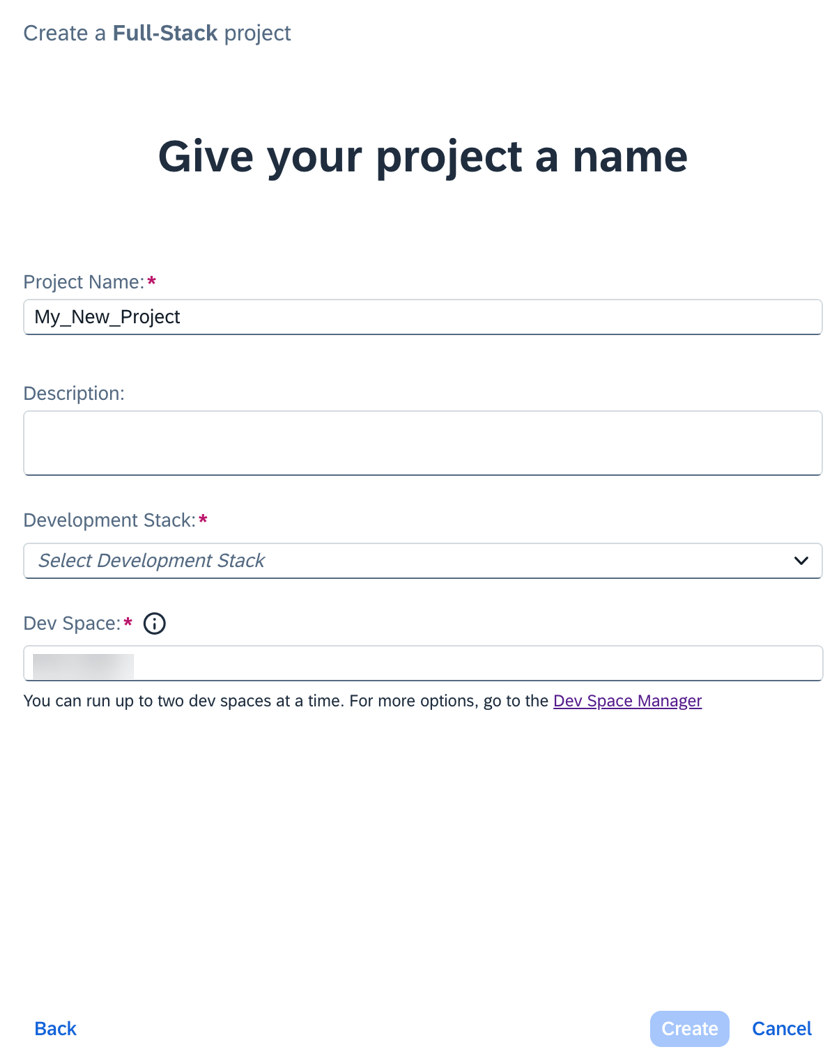 Create a Full-Stack project
Give your project a name
Project Name:*
My_New_Project
Description:
Development Stack:*
Select Development Stack
Dev Space:*
You can run up to two dev spaces at a time. For more options, go to the Dev Space Manager
Back
Create
Cancel